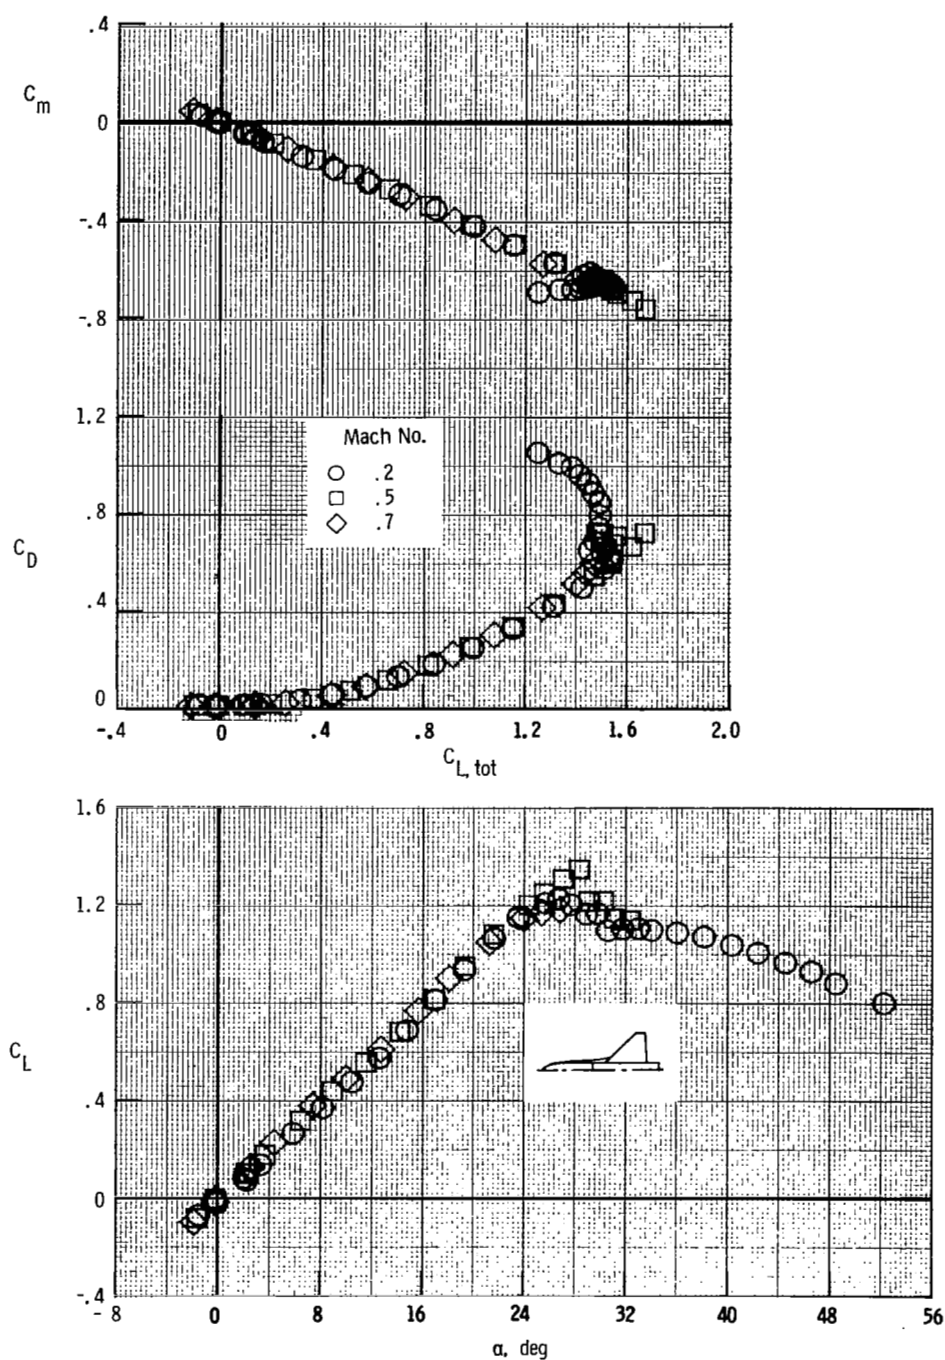 .4
C_m
0
-.4
-.8
1.2
Mach No.
.2
.5
.7
.8
C_D
.4
0
-.4 0 .4 .8 1.2 1.6 2.0
C_L, tot
1.6
1.2
.8
C_L
.4
0
-.4
-8 0 8 16 24 32 40 48 56
α, deg